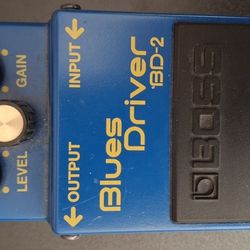 LEVEL
GAIN
OUTPUT
INPUT
Blues
Driver
BD-2
BOSS